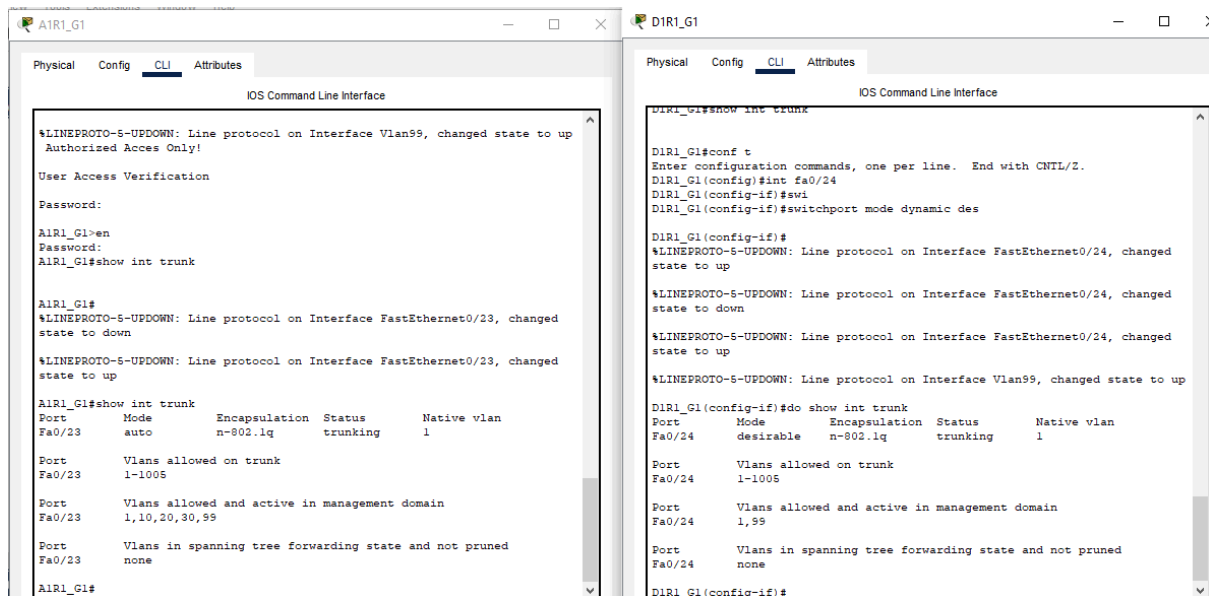 A1R1_G1
Physical Config CLI Attributes
IOS Command Line Interface
%LINEPROTO-5-UPDOWN: Line protocol on Interface Vlan99, changed state to up
Authorized Acces Only!
User Access Verification
Password:
A1R1_G1>en
Password:
A1R1_G1#show int trunk
A1R1_G1#
%LINEPROTO-5-UPDOWN: Line protocol on Interface FastEthernet0/23, changed
state to down
%LINEPROTO-5-UPDOWN: Line protocol on Interface FastEthernet0/23, changed
state to up
A1R1_G1#show int trunk
Port Mode Encapsulation Status Native vlan
Fa0/23 auto n-802.1q trunking 1
Port Vlans allowed on trunk
Fa0/23 1-1005
Port Vlans allowed and active in management domain
Fa0/23 1,10,20,30,99
Port Vlans in spanning tree forwarding state and not pruned
Fa0/23 none
A1R1_G1#
D1R1_G1
Physical Config CLI Attributes
IOS Command Line Interface
D1R1_G1#show int trunk
D1R1_G1#conf t
Enter configuration commands, one per line. End with CNTL/Z.
D1R1_G1(config)#int fa0/24
D1R1_G1(config-if)#swi
D1R1_G1(config-if)#switchport mode dynamic des
D1R1_G1(config-if)#
%LINEPROTO-5-UPDOWN: Line protocol on Interface FastEthernet0/24, changed
state to up
%LINEPROTO-5-UPDOWN: Line protocol on Interface FastEthernet0/24, changed
state to down
%LINEPROTO-5-UPDOWN: Line protocol on Interface FastEthernet0/24, changed
state to up
%LINEPROTO-5-UPDOWN: Line protocol on Interface Vlan99, changed state to up
D1R1_G1(config-if)#do show int trunk
Port Mode Encapsulation Status Native vlan
Fa0/24 desirable n-802.1q trunking 1
Port Vlans allowed on trunk
Fa0/24 1-1005
Port Vlans allowed and active in management domain
Fa0/24 1,99
Port Vlans in spanning tree forwarding state and not pruned
Fa0/24 none
D1R1_G1(config-if)#